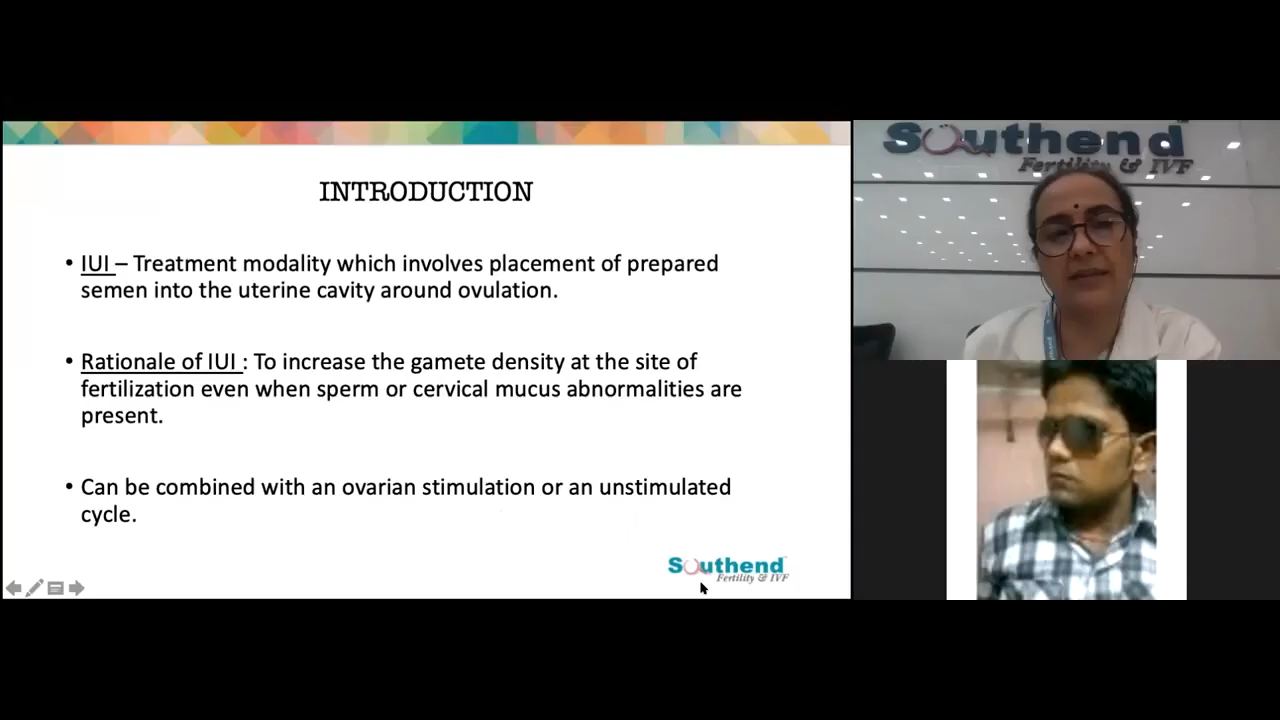 INTRODUCTION
• IUI – Treatment modality which involves placement of prepared
semen into the uterine cavity around ovulation.
• Rationale of IUI : To increase the gamete density at the site of
fertilization even when sperm or cervical mucus abnormalities are
present.
• Can be combined with an ovarian stimulation or an unstimulated
cycle.
Southend
Fertility & IVF
Southend
Fertility & IVF